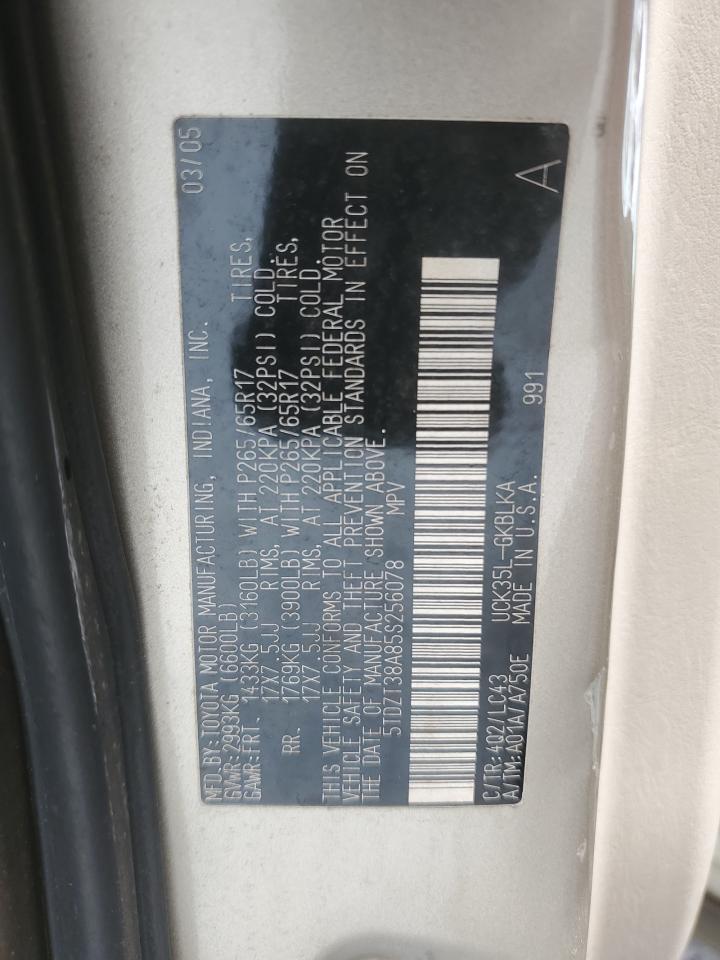 MFD.BY:TOYOTA MOTOR MANUFACTURING, INDIANA, INC. 03/05
GVWR:2993KG (6600LB)
GAWR:FRT. 1433KG (3160LB) WITH P265/65R17 TIRES,
17X7.5JJ RIMS. AT 220KPA (32PSI) COLD.
RR. 1769KG (3900LB) WITH P265/65R17 TIRES,
17X7.5JJ RIMS. AT 220KPA (32PSI) COLD.
THIS VEHICLE CONFORMS TO ALL APPLICABLE FEDERAL MOTOR
VEHICLE SAFETY AND THEFT PREVENTION STANDARDS IN EFFECT ON
THE DATE OF MANUFACTURE SHOWN ABOVE.
5TDZT38A85S256078 MPV
C/TR:4Q2/LC43 UCK35L-GKBLKA 991 A
A/TM:A01A/A750E MADE IN U.S.A.